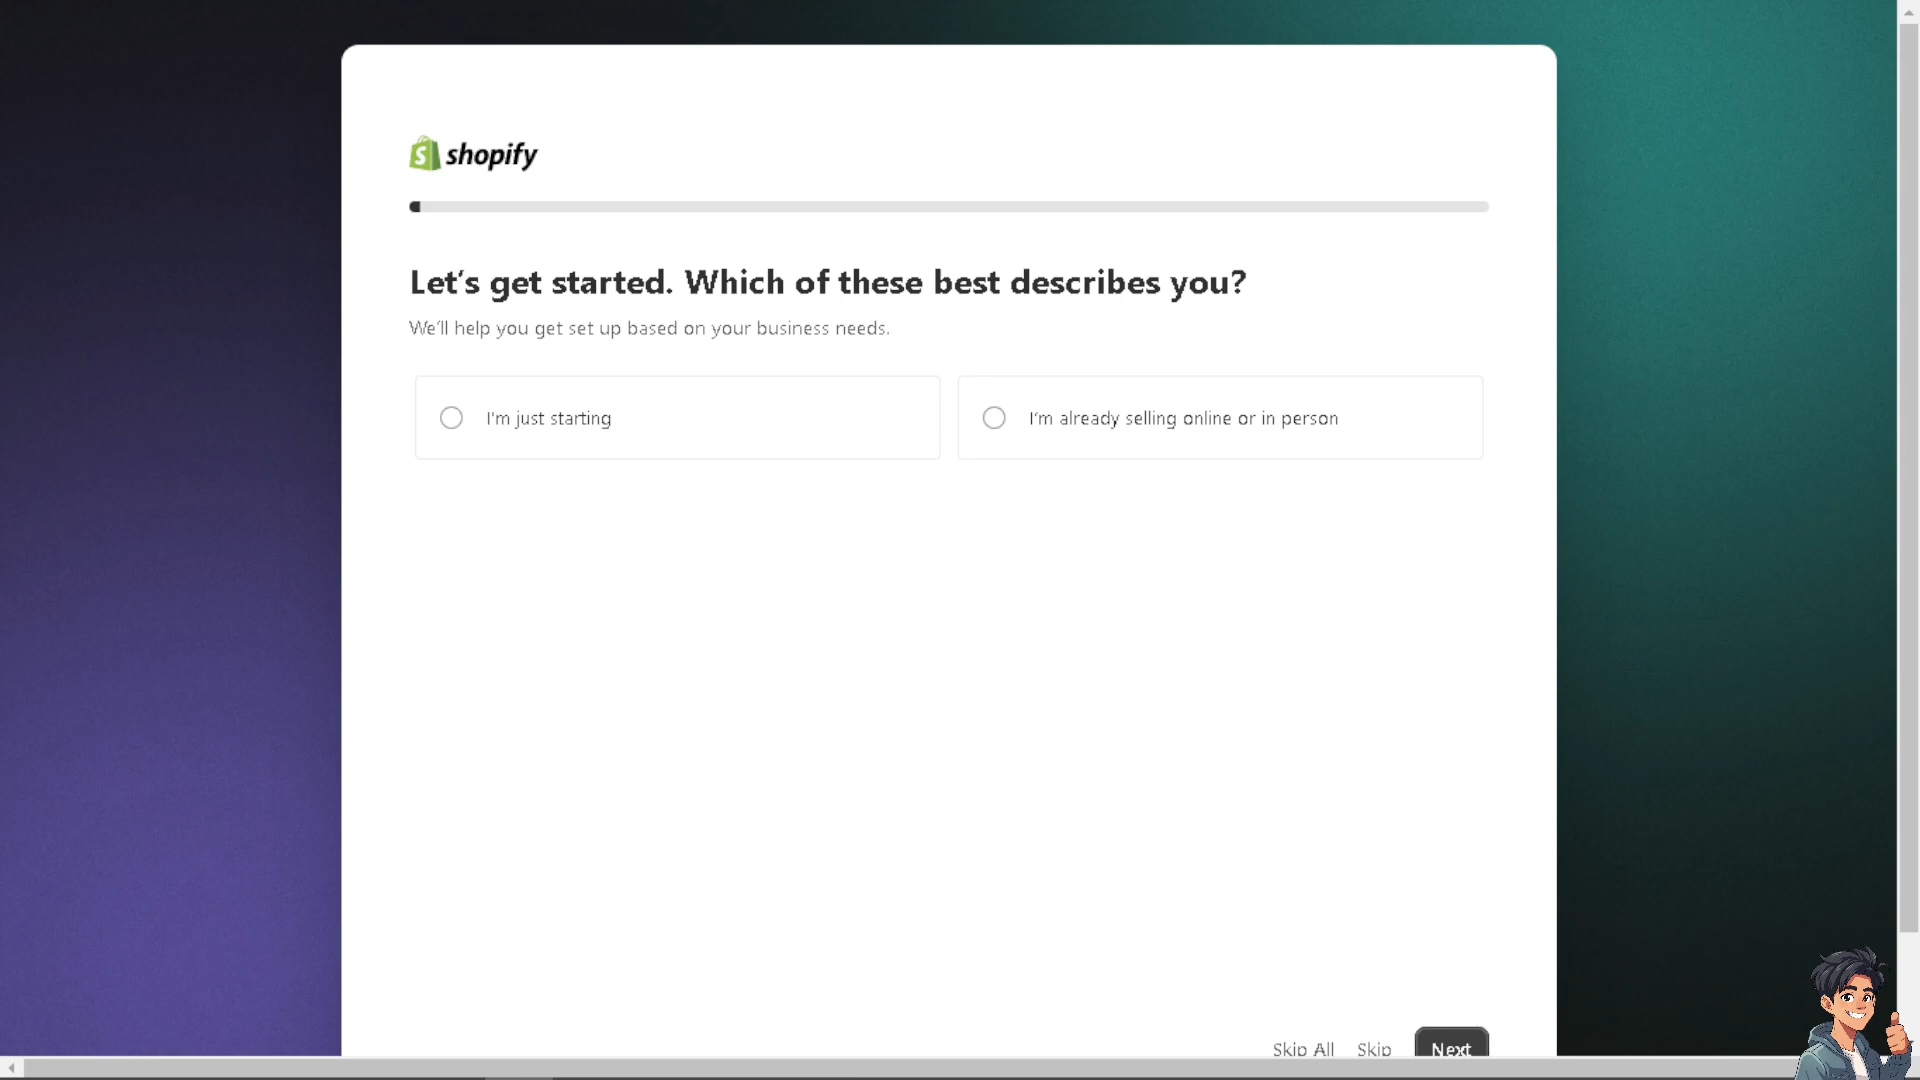 shopify
Let's get started. Which of these best describes you?
We'll help you get set up based on your business needs.
I'm just starting
I'm already selling online or in person
Skip All
Skip
Next